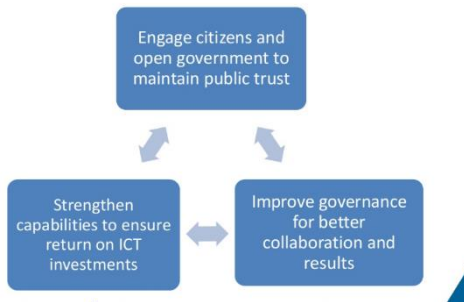 Engage citizens and
open government to
maintain public trust
Strengthen
capabilities to ensure
return on ICT
investments
Improve governance
for better
collaboration and
results